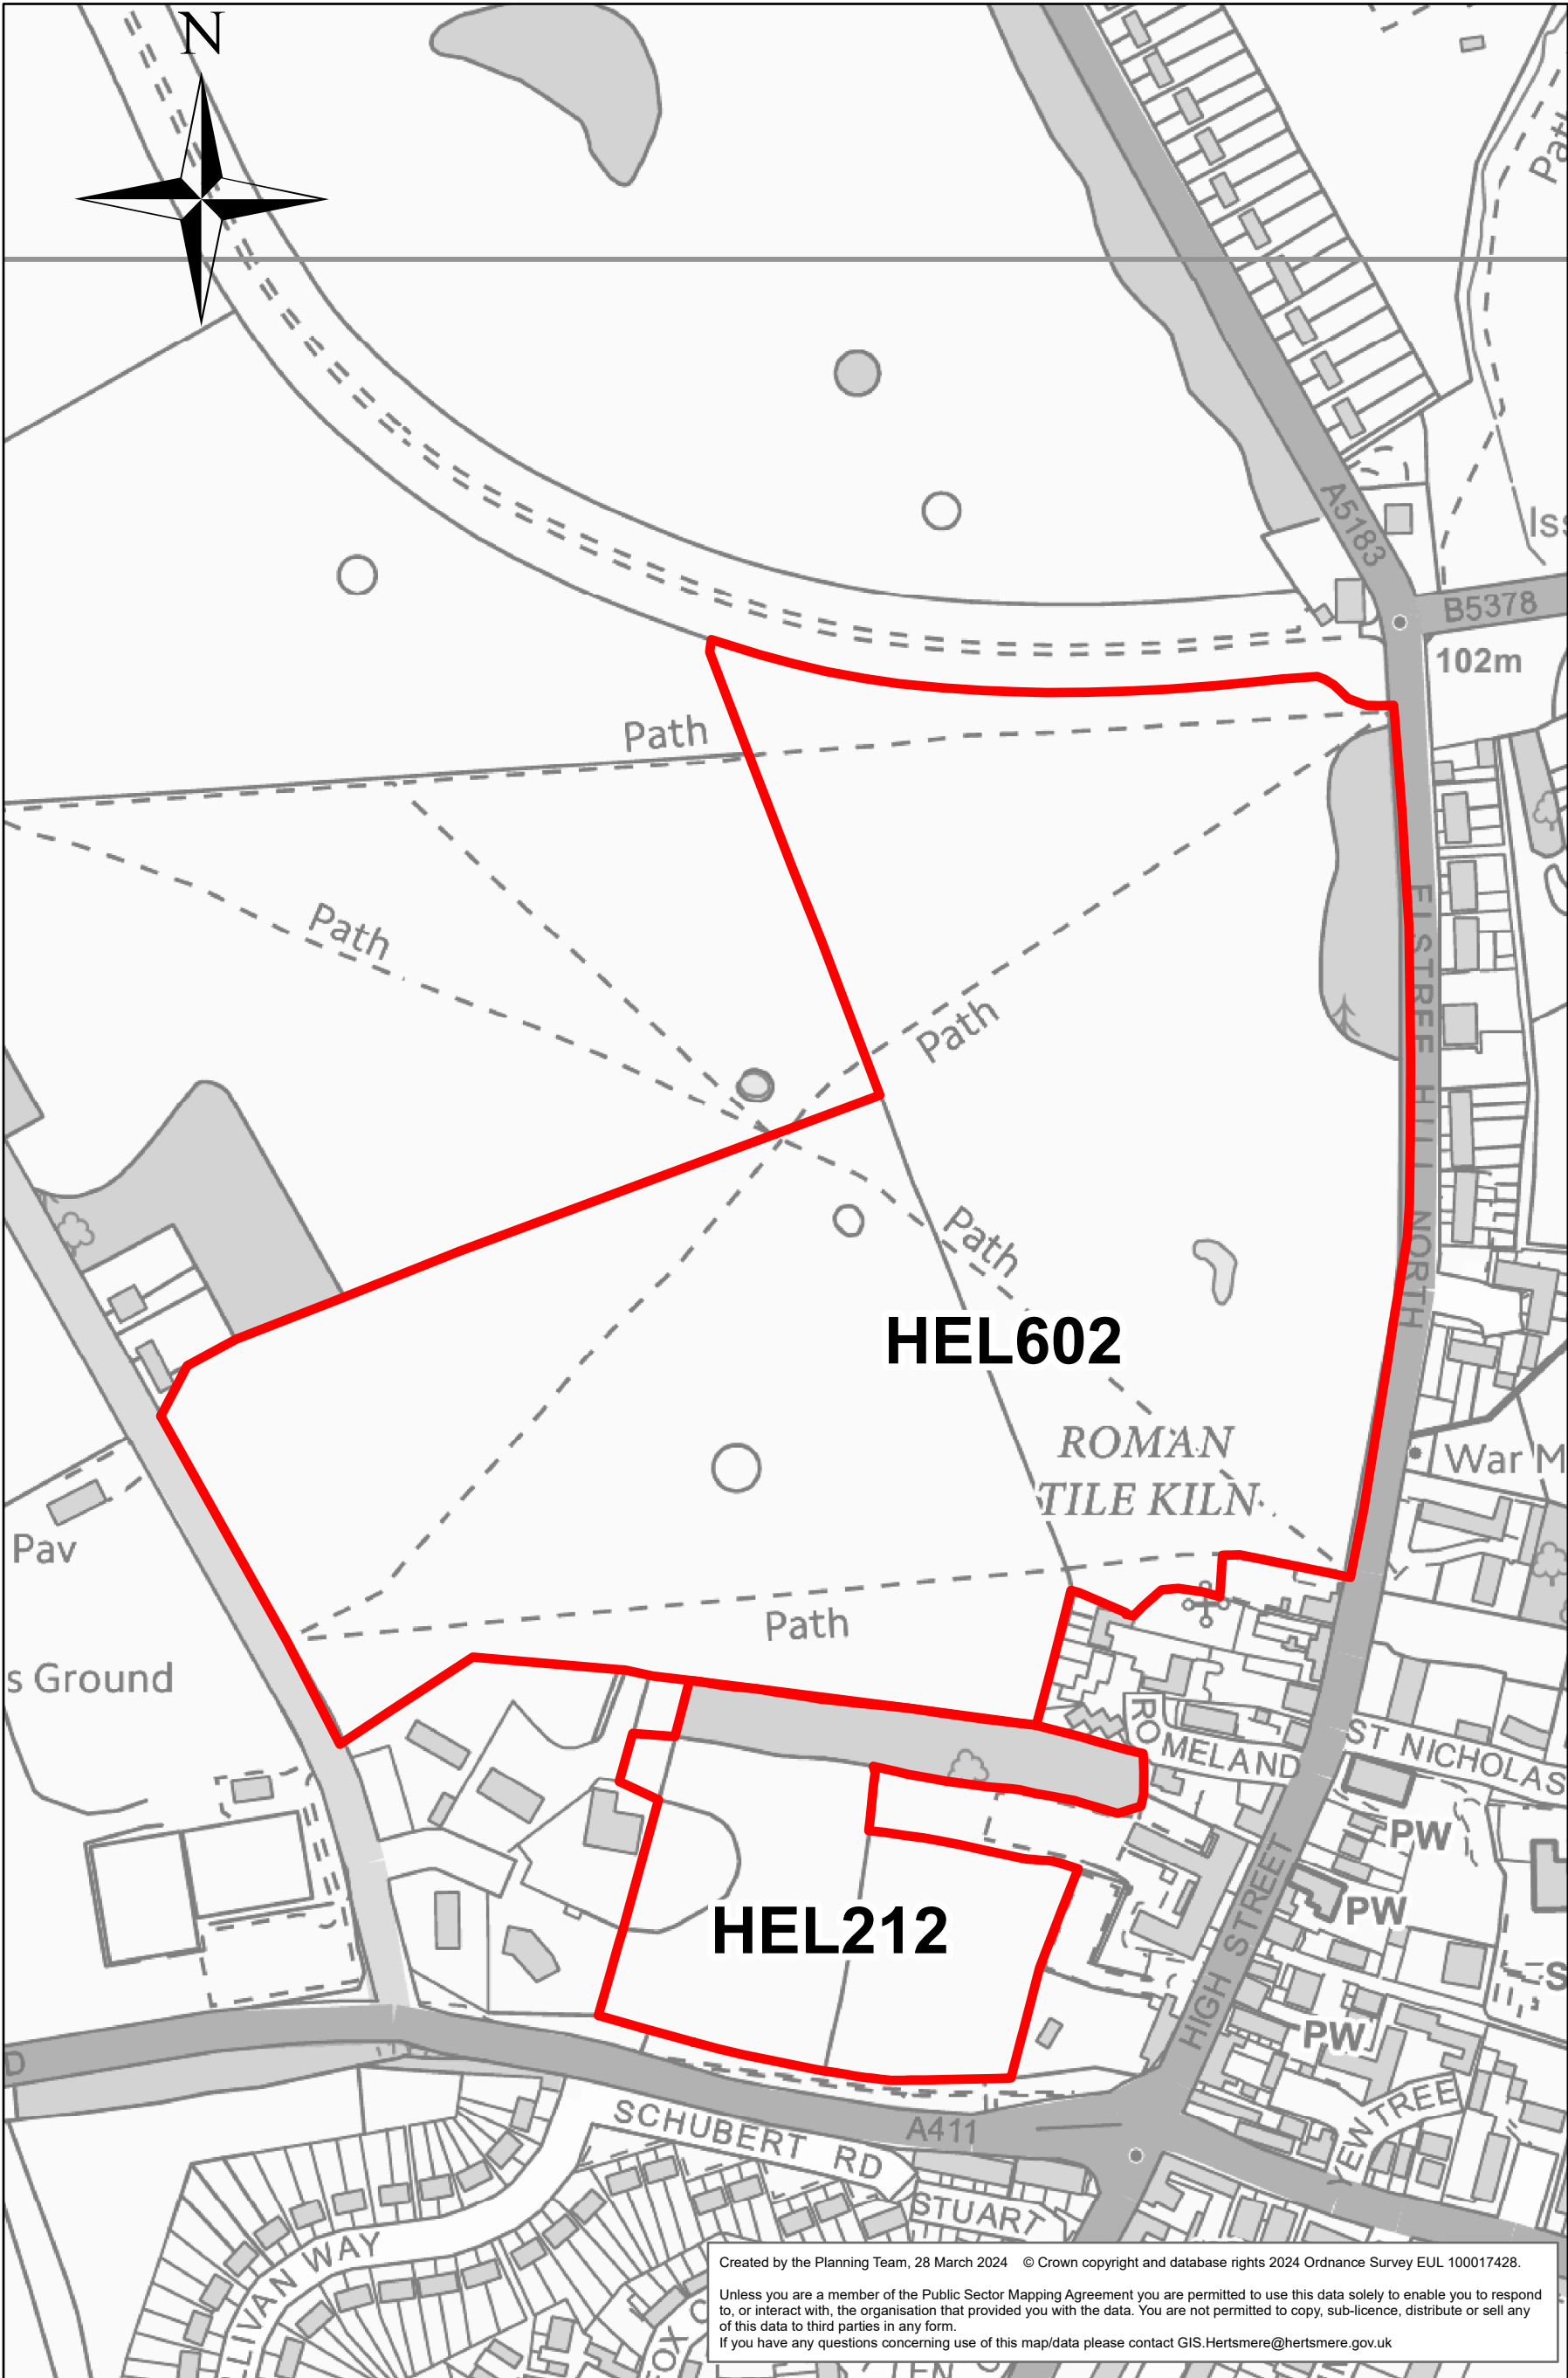 N
A5183
B5378
102m
Path
Path
Path
Path
HEL602
NORTH
ROMAN
TILE KILN
War M
Pav
Path
s Ground
ROMELAND
ST NICHOLAS
PW
PW
HIGH STREET
HEL212
PW
YEW TREE
SCHUBERT RD
A411
STUART
LLIVAN WAY
Created by the Planning Team, 28 March 2024 © Crown copyright and database rights 2024 Ordnance Survey EUL 100017428.
Unless you are a member of the Public Sector Mapping Agreement you are permitted to use this data solely to enable you to respond
to, or interact with, the organisation that provided you with the data. You are not permitted to copy, sub-licence, distribute or sell any
of this data to third parties in any form.
If you have any questions concerning use of this map/data please contact GIS.Hertsmere@hertsmere.gov.uk